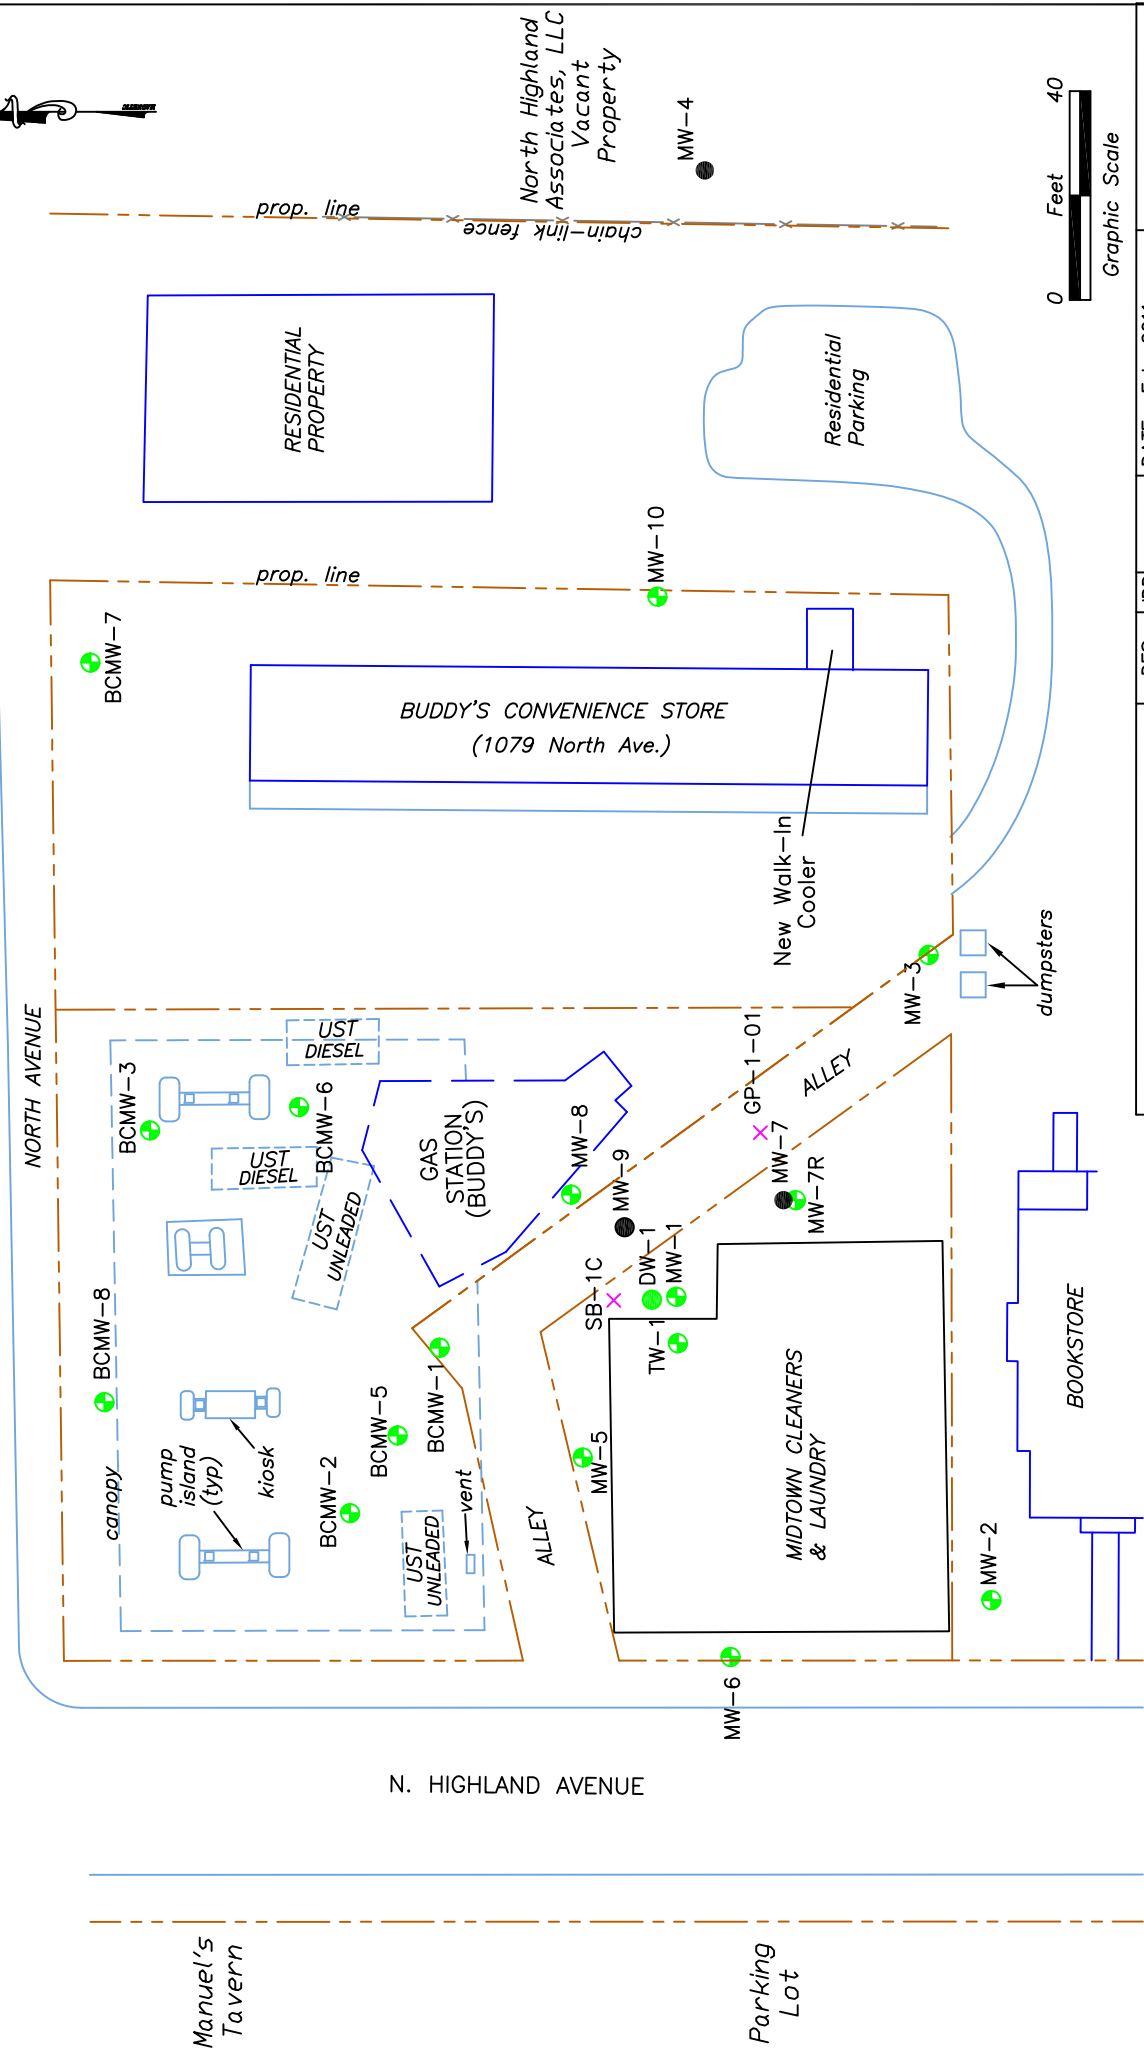 MAGNETIC
North Highland
Associates, LLC
Vacant
Property
MW-4
prop. line
chain-link fence
0 Feet 40
Graphic Scale
RESIDENTIAL
PROPERTY
Residential
Parking
prop. line
MW-10
BCMW-7
BUDDY'S CONVENIENCE STORE
(1079 North Ave.)
New Walk-In
Cooler
NORTH AVENUE
MW-3
dumpsters
UST
DIESEL
BCMW-3
BCMW-6
UST
DIESEL
UST
UNLEADED
GAS
STATION
(BUDDY'S)
MW-8
MW-9
GP-1-01
ALLEY
MW-7
MW-7R
SB-1C
DW-1
MW-1
TW-1
BCMW-8
BCMW-1
BCMW-5
BCMW-2
canopy
pump
island
(typ)
kiosk
vent
UST
UNLEADED
ALLEY
MW-5
MIDTOWN CLEANERS
& LAUNDRY
BOOKSTORE
MW-2
MW-6
N. HIGHLAND AVENUE
Manuel's
Tavern
Parking
Lot